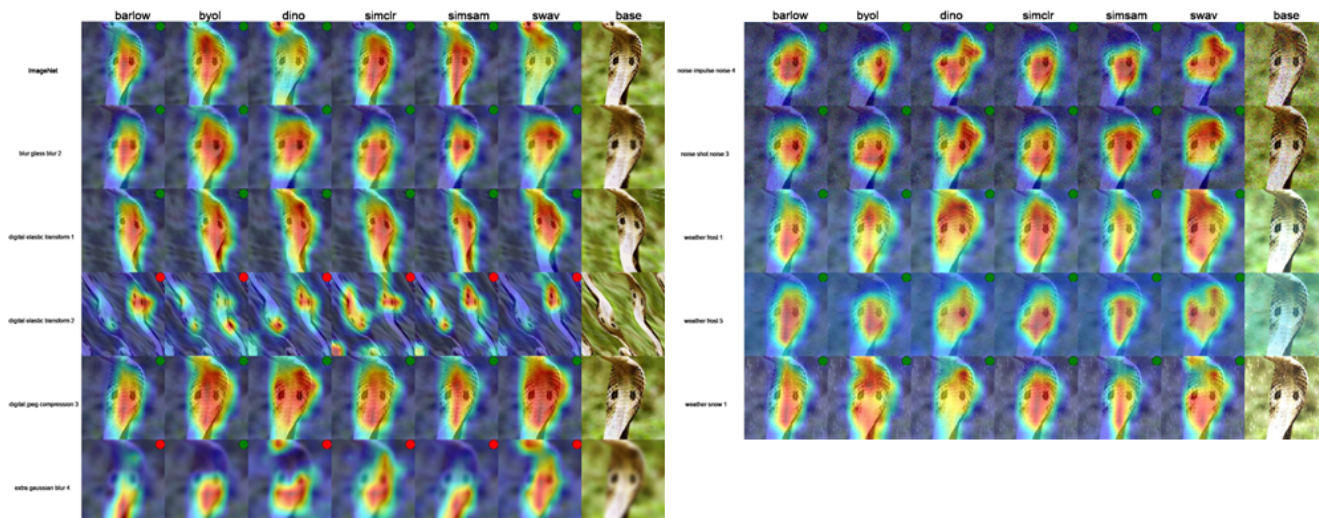 barlow byol dino simclr simsam swav base
ImageNet
blur glass blur 2
digital elastic transform 1
digital elastic transform 2
digital jpeg compression 3
extra gaussian blur 4
barlow byol dino simclr simsam swav base
noise impulse noise 4
noise shot noise 3
weather frost 1
weather frost 5
weather snow 1